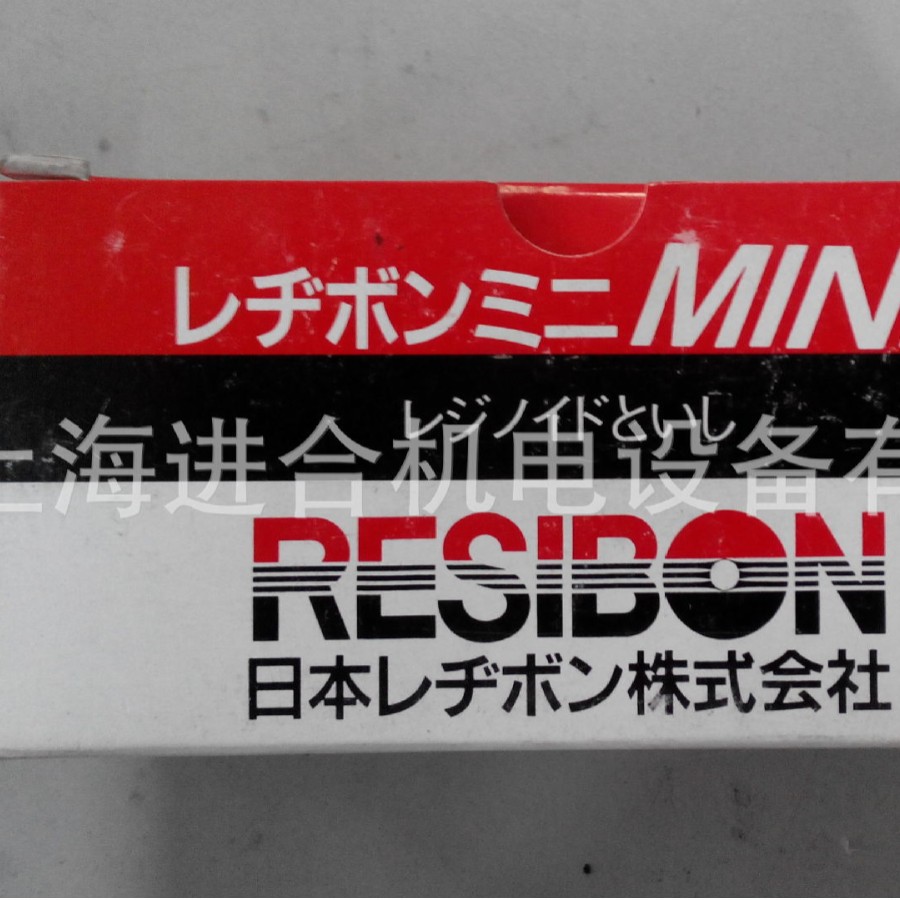 レヂボンミニ MIN
レジノイドといし
上海进合机电设备有
RESIBON
日本レヂボン株式会社